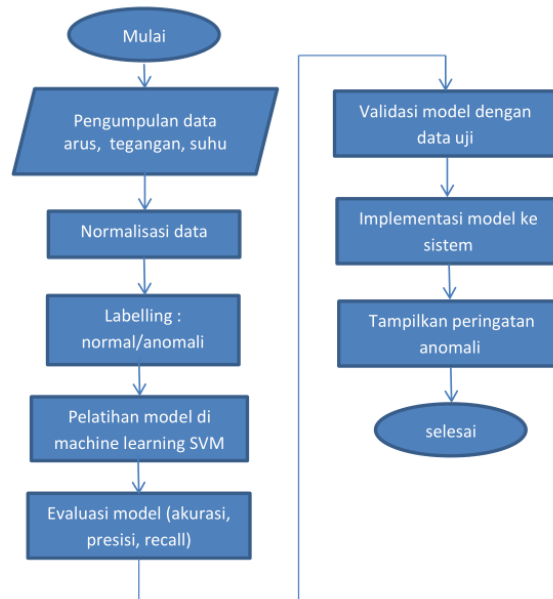 Mulai
Pengumpulan data
arus, tegangan, suhu
Normalisasi data
Labelling :
normal/anomali
Pelatihan model di
machine learning SVM
Evaluasi model (akurasi,
presisi, recall)
Validasi model dengan
data uji
Implementasi model ke
sistem
Tampilkan peringatan
anomali
selesai